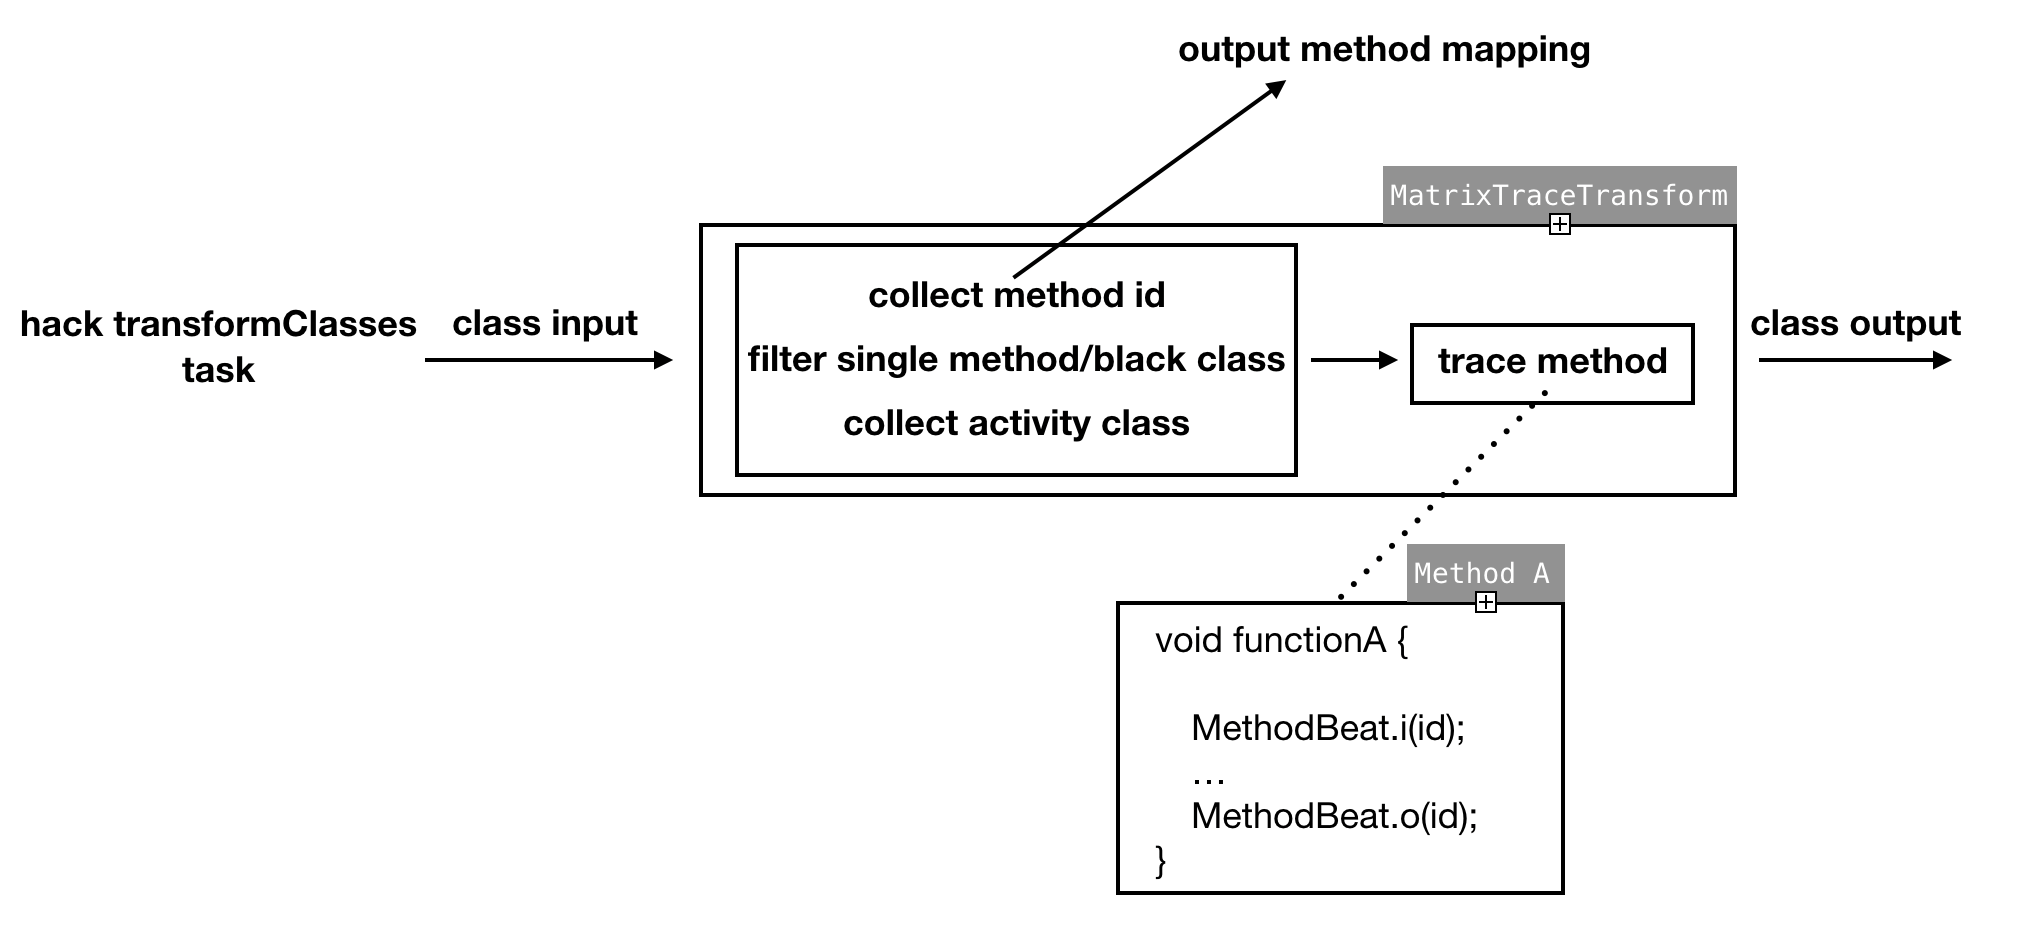 output method mapping
MatrixTraceTransform
hack transformClasses
task
class input
collect method id
filter single method/black class
collect activity class
trace method
class output
Method A
void functionA {
MethodBeat.i(id);
...
MethodBeat.o(id);
}